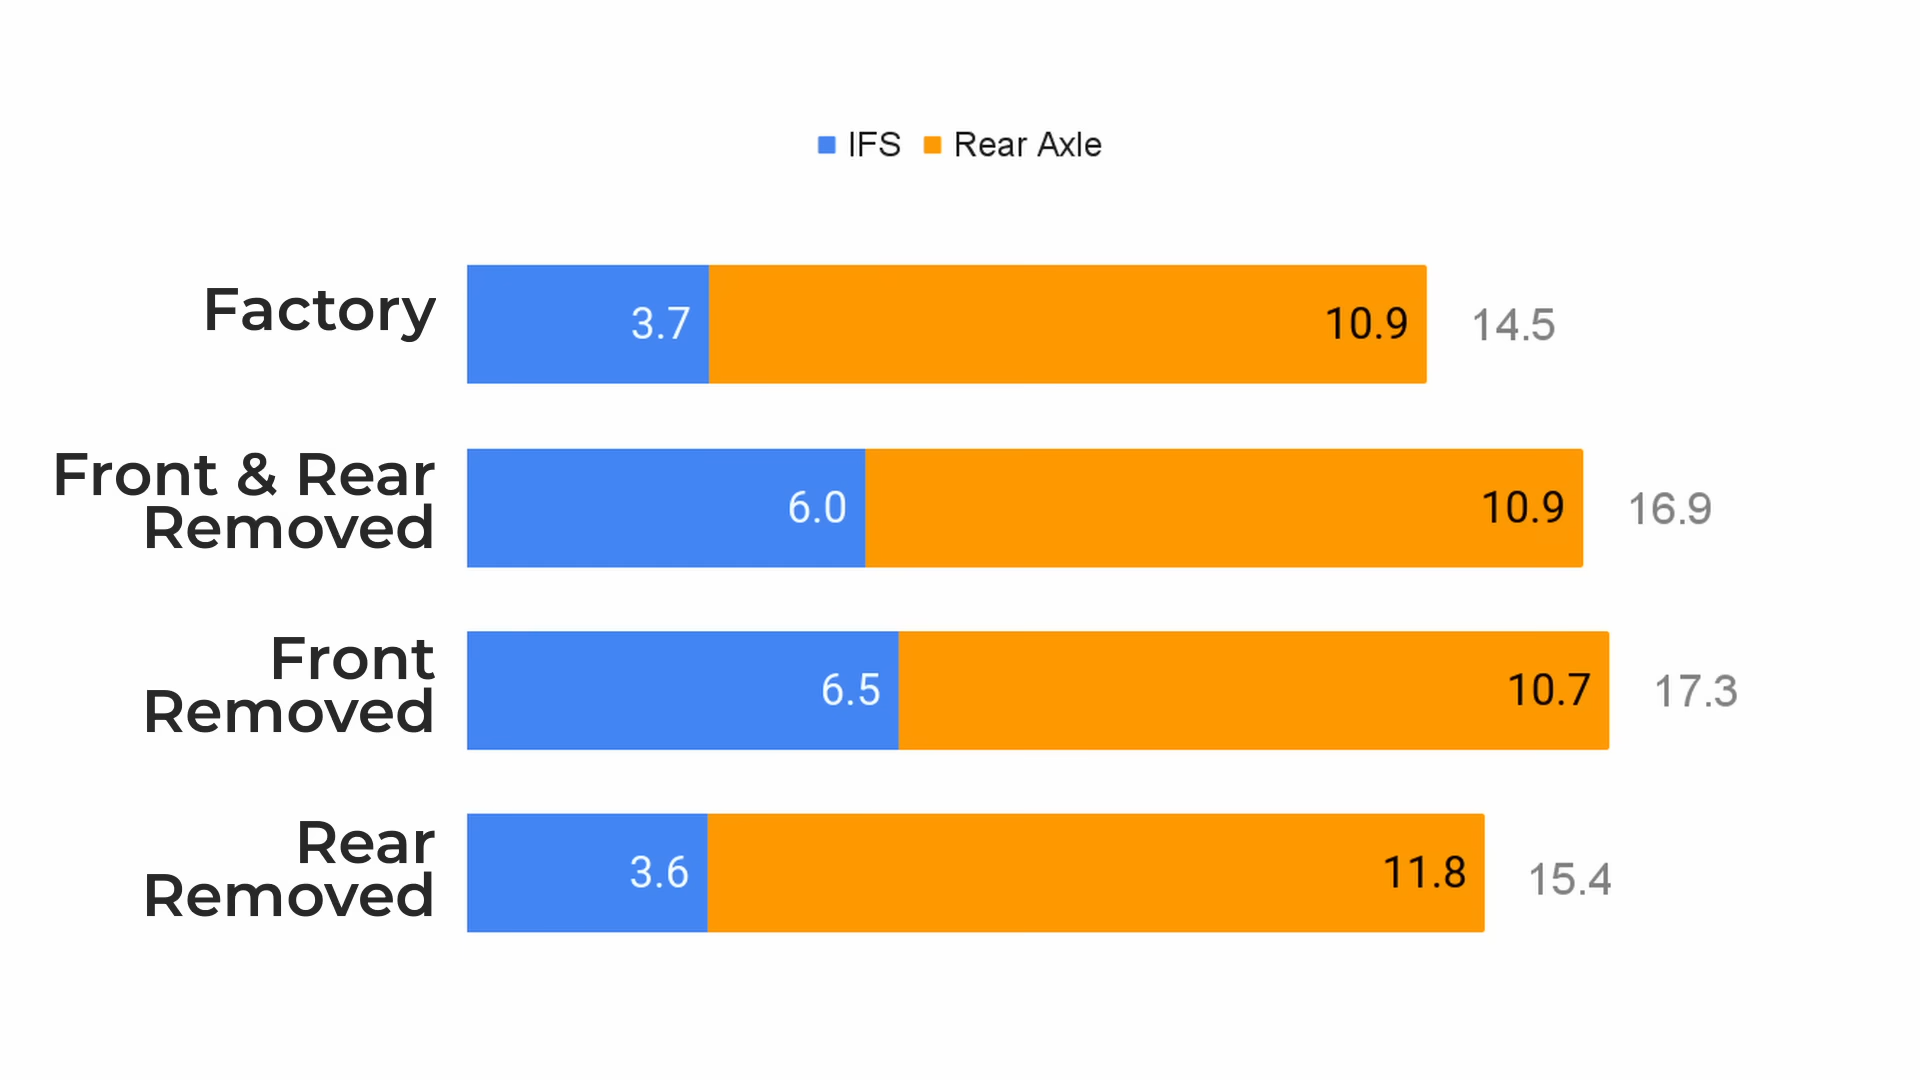 IFS Rear Axle
Factory 3.7 10.9 14.5
Front & Rear
Removed 6.0 10.9 16.9
Front
Removed 6.5 10.7 17.3
Rear
Removed 3.6 11.8 15.4